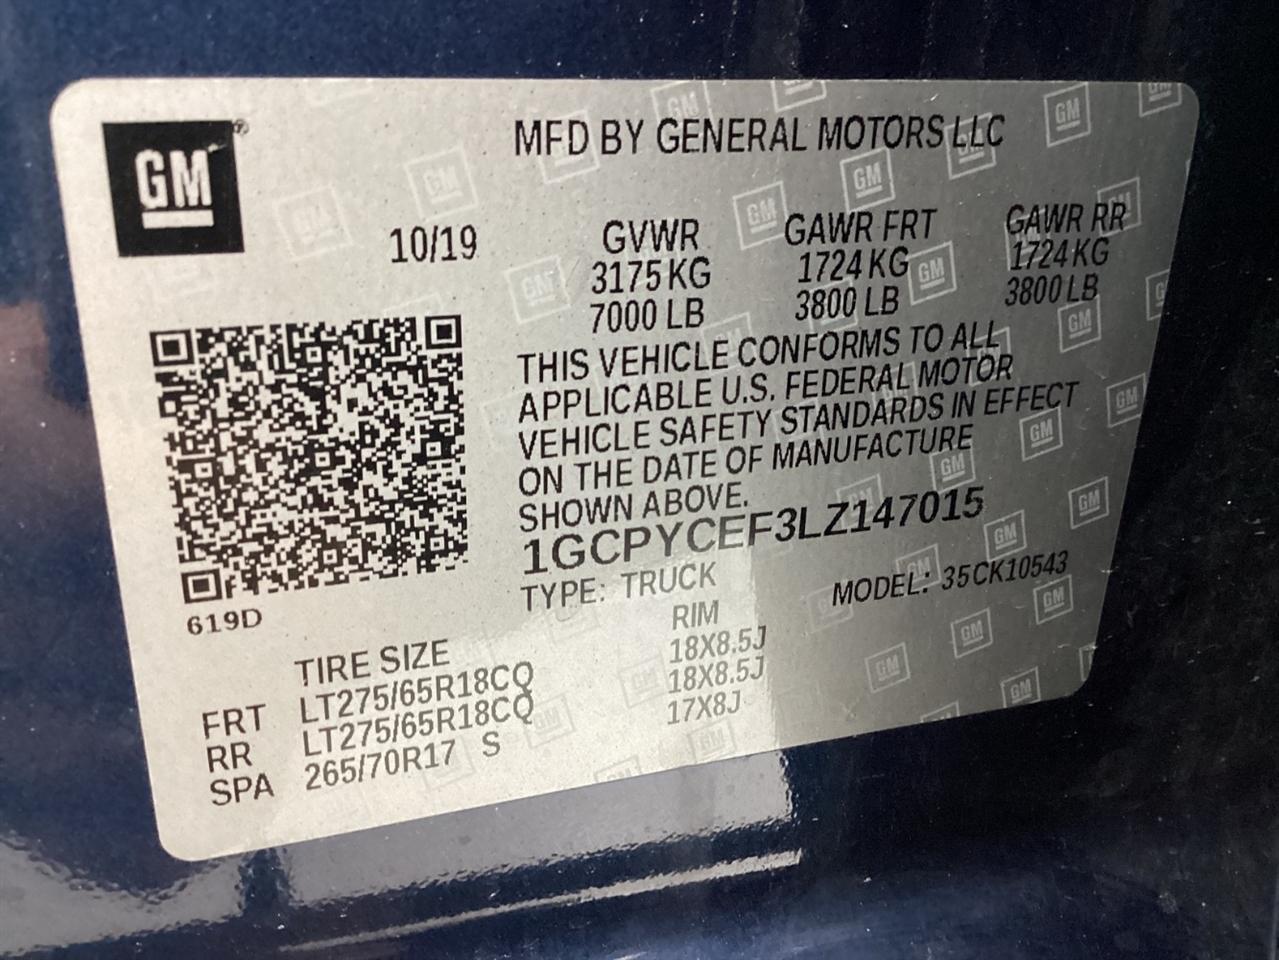 GM®
MFD BY GENERAL MOTORS LLC
10/19
GVWR GAWR FRT GAWR RR
3175 KG 1724 KG 1724 KG
7000 LB 3800 LB 3800 LB
THIS VEHICLE CONFORMS TO ALL
APPLICABLE U.S. FEDERAL MOTOR
VEHICLE SAFETY STANDARDS IN EFFECT
ON THE DATE OF MANUFACTURE
SHOWN ABOVE.
1GCPYCEF3LZ147015
TYPE: TRUCK MODEL: 35CK10543
619D
TIRE SIZE RIM
FRT LT275/65R18CQ 18X8.5J
RR LT275/65R18CQ 18X8.5J
SPA 265/70R17 S 17X8J